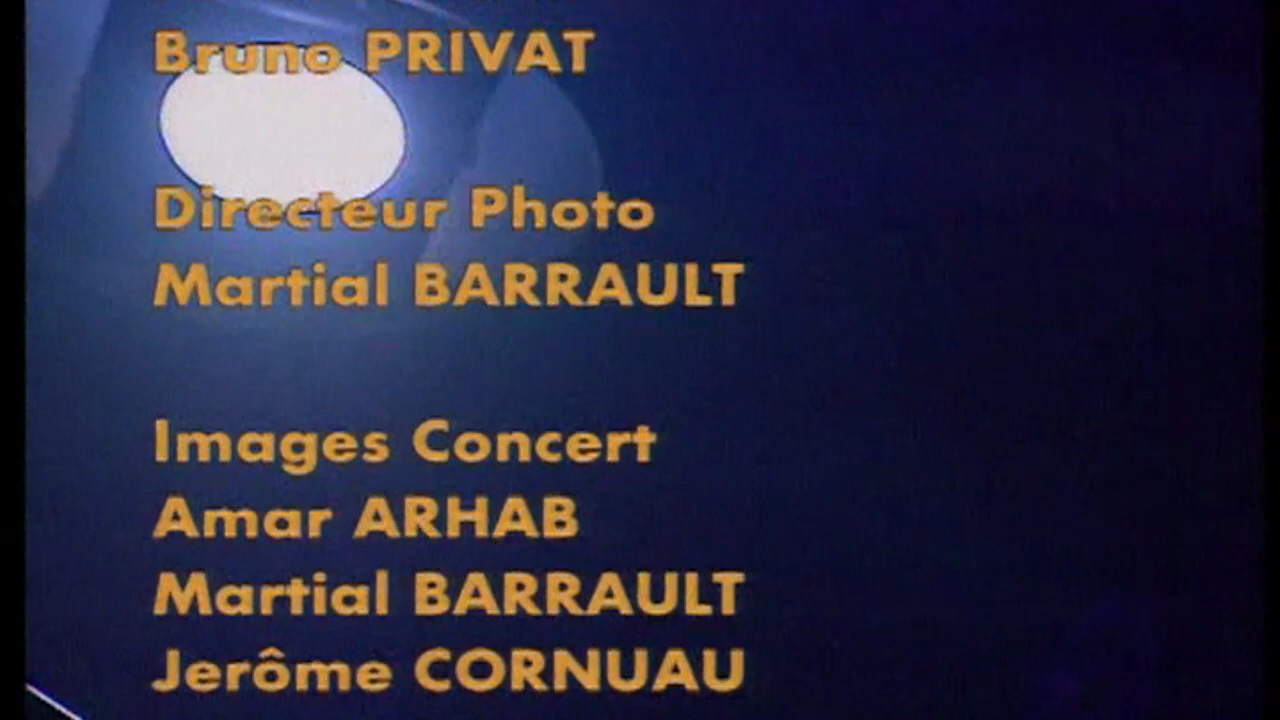 Bruno PRIVAT
Directeur Photo
Martial BARRAULT
Images Concert
Amar ARHAB
Martial BARRAULT
Jerôme CORNUAU